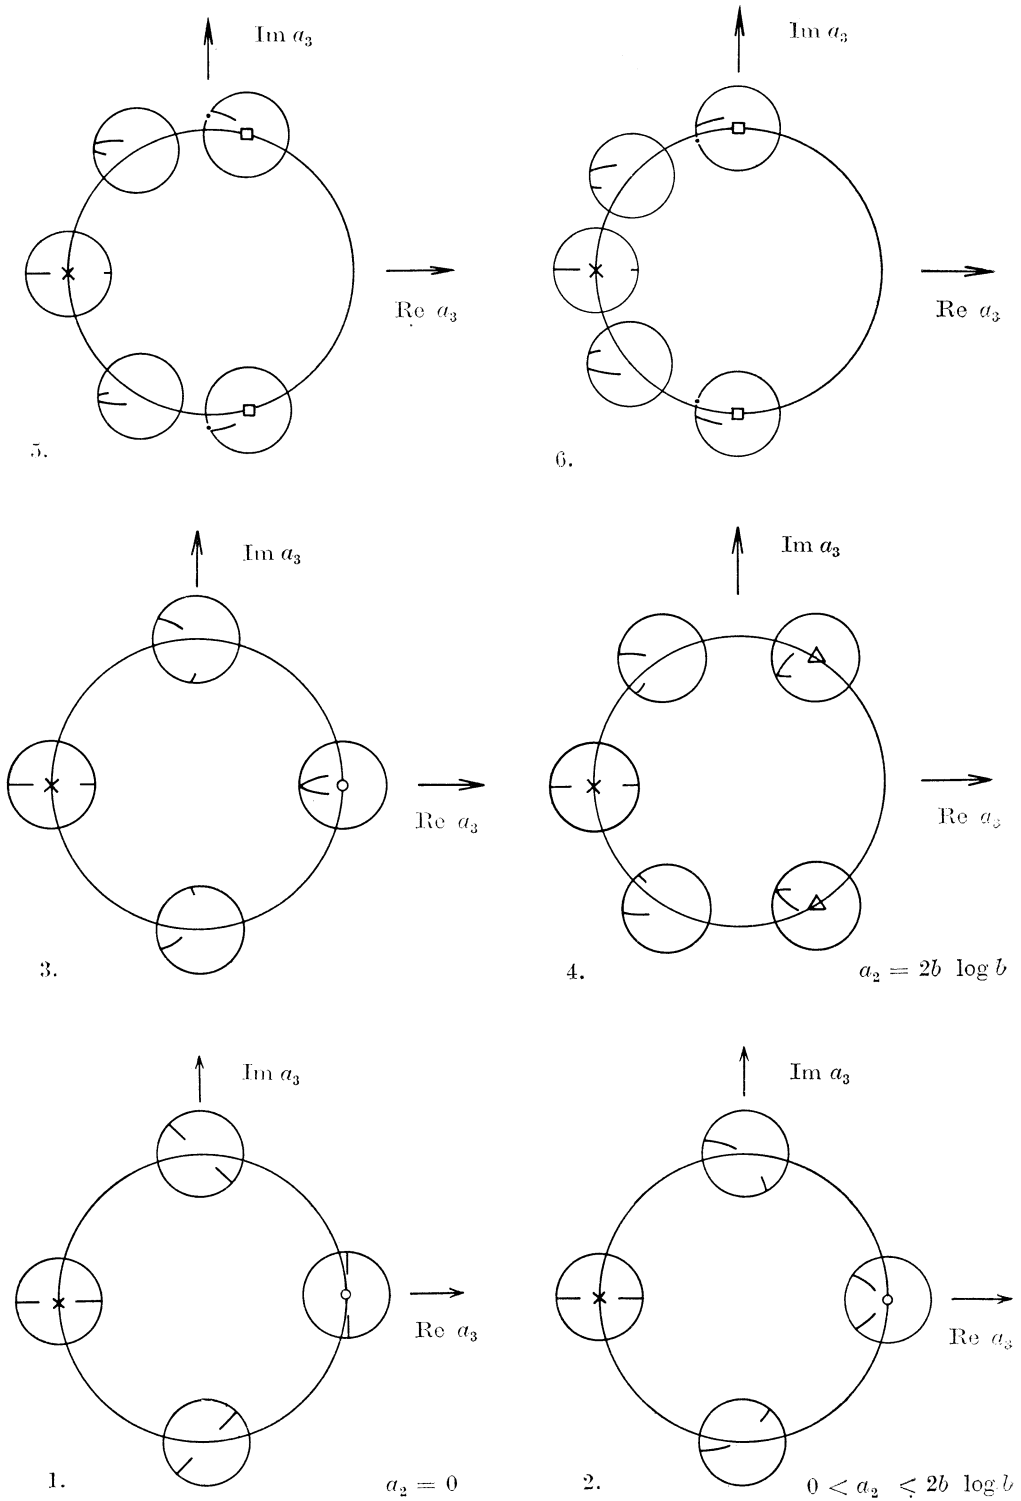 Im a₃
Im a₃
Re a₃
Re a₃
5.
6.
Im a₃
Im a₃
Re a₃
Re a₃
3.
4.
a₂ = 2b log b
Im a₃
Im a₃
Re a₃
Re a₃
1.
a₂ = 0
2.
0 < a₂ ⩽ 2b log b